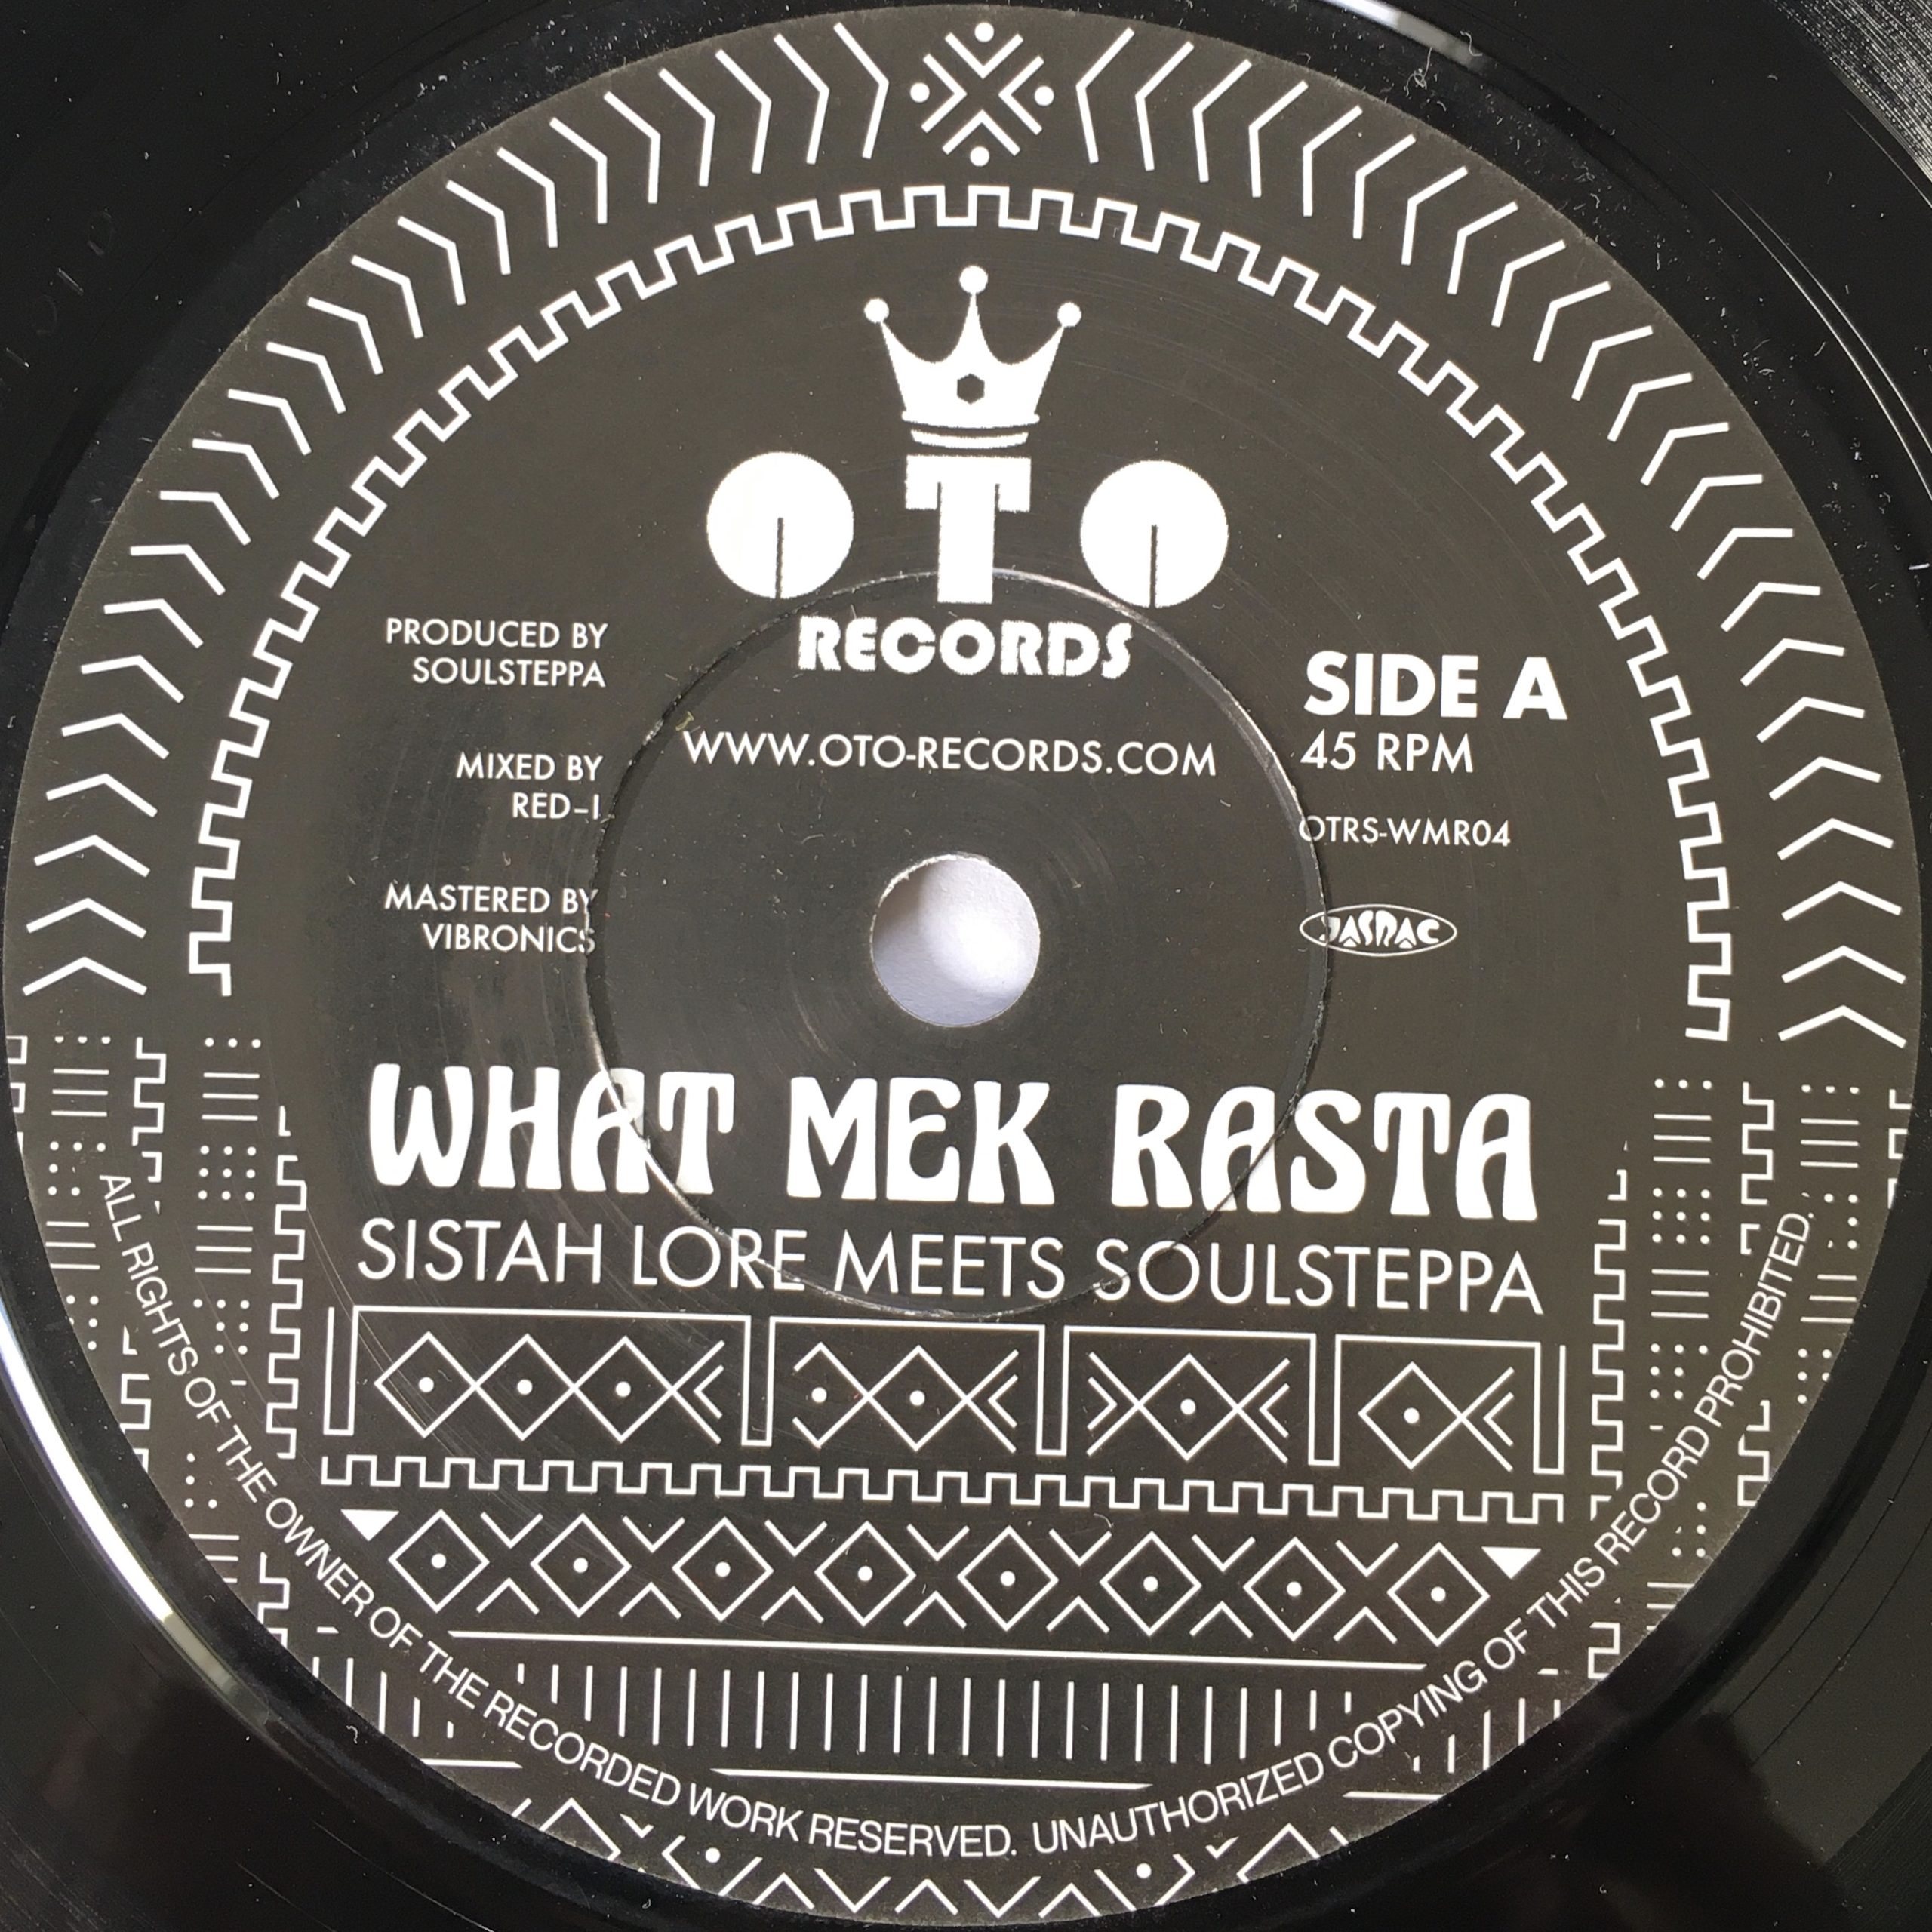 OTO
RECORDS
WWW.OTO-RECORDS.COM
PRODUCED BY
SOULSTEPPA
MIXED BY
RED-I
MASTERED BY
VIBRONICS
SIDE A
45 RPM
OTRS-WMR04
JASRAC
WHAT MEK RASTA
SISTAH LORE MEETS SOULSTEPPA
ALL RIGHTS OF THE OWNER OF THE RECORDED WORK RESERVED. UNAUTHORIZED COPYING OF THIS RECORD PROHIBITED.